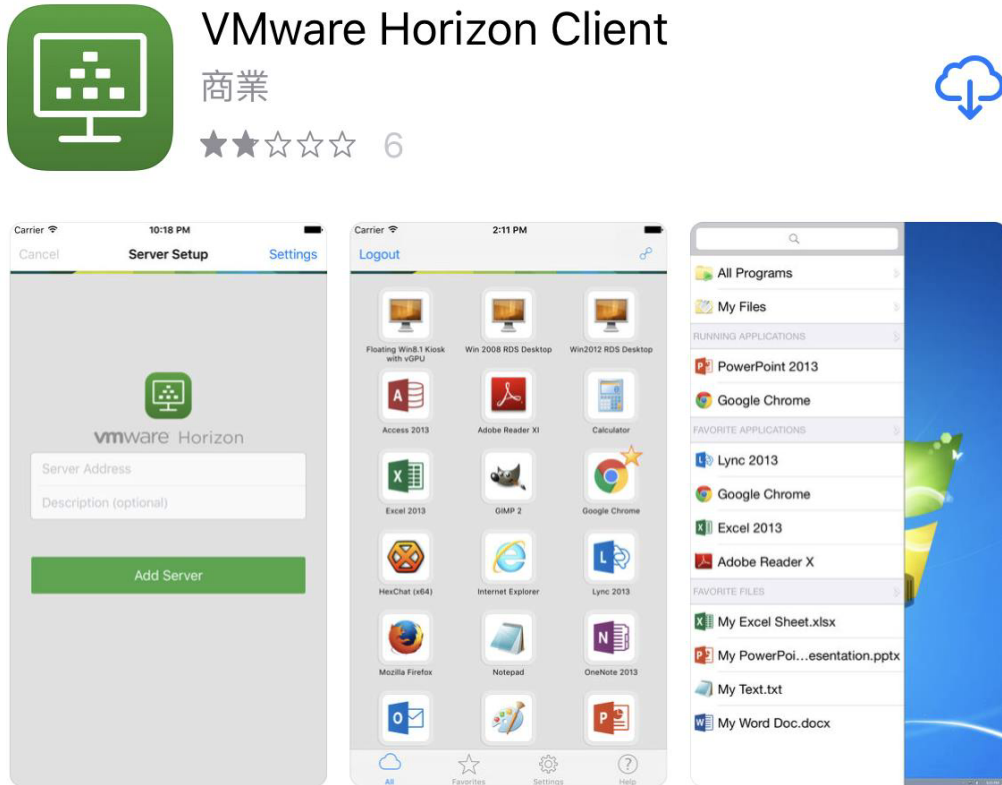 VMware Horizon Client
商業
6
Carrier 10:18 PM
Cancel Server Setup Settings
vmware Horizon
Server Address
Description (optional)
Add Server
Carrier 2:11 PM
Logout
Floating Win8.1 Kiosk
with vGPU
Win 2008 RDS Desktop
Win2012 RDS Desktop
Access 2013
Adobe Reader XI
Calculator
Excel 2013
GIMP 2
Google Chrome
HexChat (x64)
Internet Explorer
Lync 2013
Mozilla Firefox
Notepad
OneNote 2013
All
Favorites
Settings
Help
All Programs
My Files
RUNNING APPLICATIONS
PowerPoint 2013
Google Chrome
FAVORITE APPLICATIONS
Lync 2013
Google Chrome
Excel 2013
Adobe Reader X
FAVORITE FILES
My Excel Sheet.xlsx
My PowerPoi...esentation.pptx
My Text.txt
My Word Doc.docx